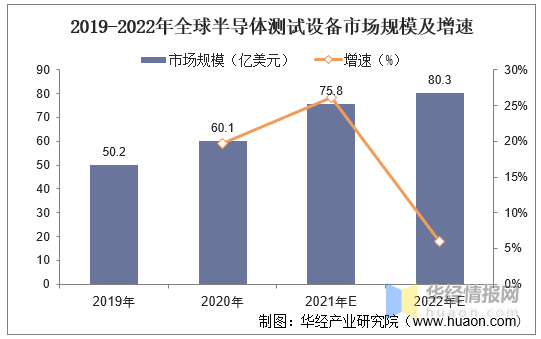 2019-2022年全球半导体测试设备市场规模及增速
市场规模（亿美元） 增速（%）
90 30%
80 25%
70 20%
60 15%
50 10%
40 5%
30 0%
20
10
0
50.2 60.1 75.8 80.3
2019年 2020年 2021年E 2022年E
华经情报网
huaon.com
制图：华经产业研究院（www.huaon.com）